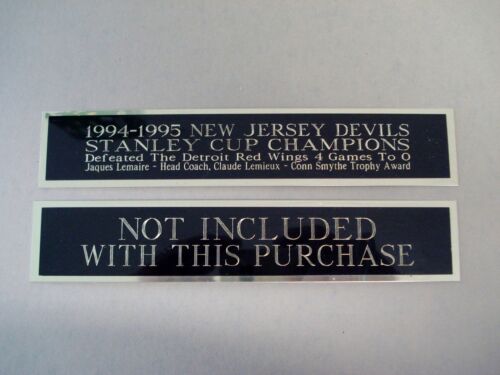 1994-1995 NEW JERSEY DEVILS
STANLEY CUP CHAMPIONS
Defeated The Detroit Red Wings 4 Games To 0
Jaques Lemaire - Head Coach, Claude Lemieux - Conn Smythe Trophy Award
NOT INCLUDED
WITH THIS PURCHASE